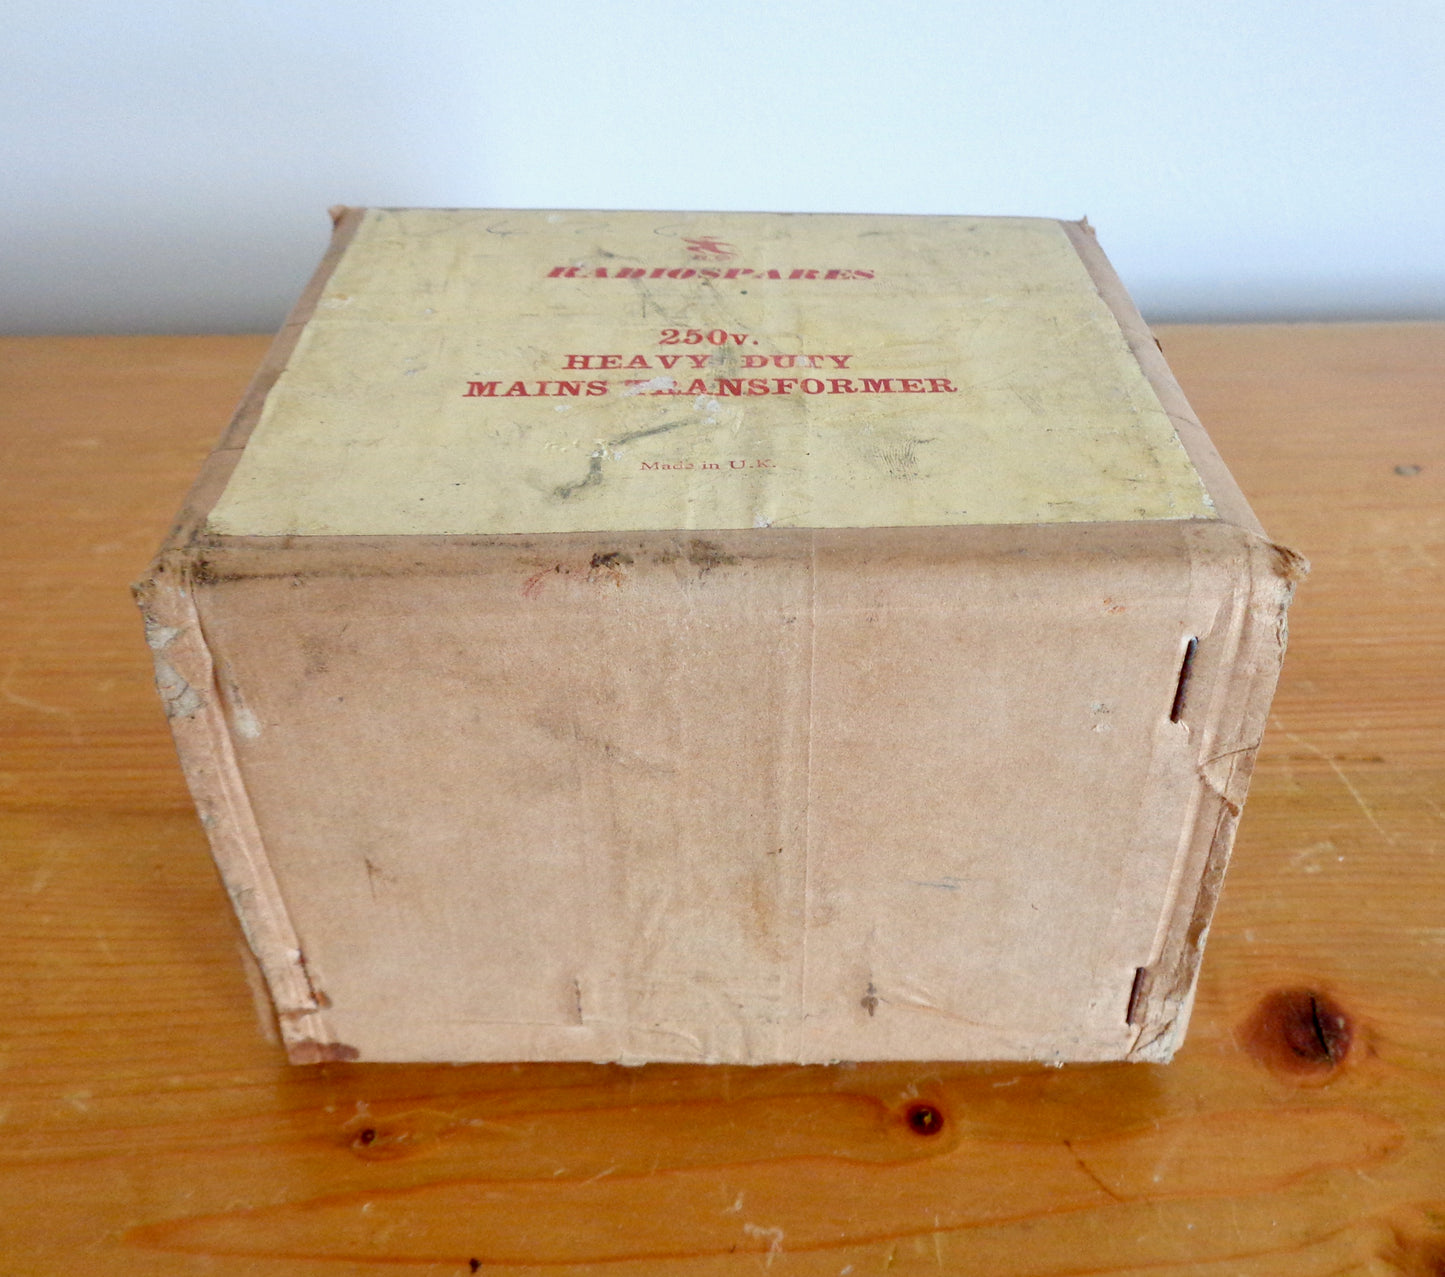 RADIOSPARES
250v.
HEAVY DUTY
MAINS TRANSFORMER
Made in U.K.